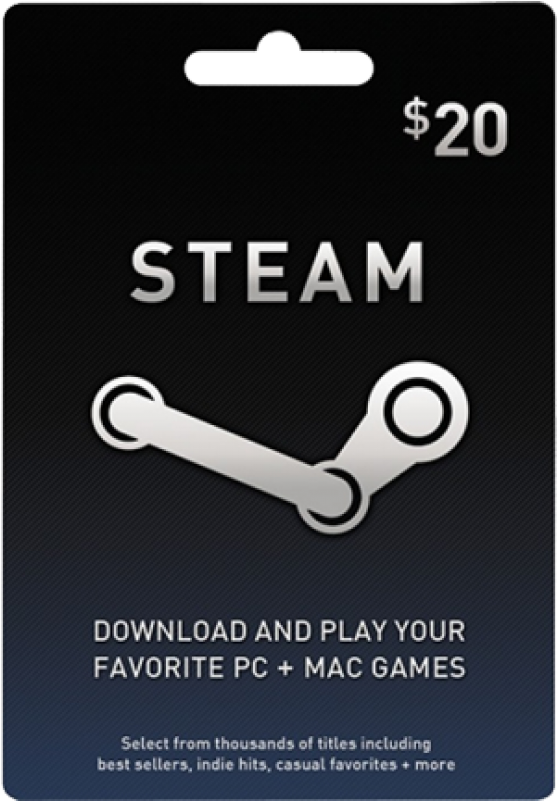 $20
STEAM
DOWNLOAD AND PLAY YOUR
FAVORITE PC + MAC GAMES
Select from thousands of titles including
best sellers, indie hits, casual favorites + more